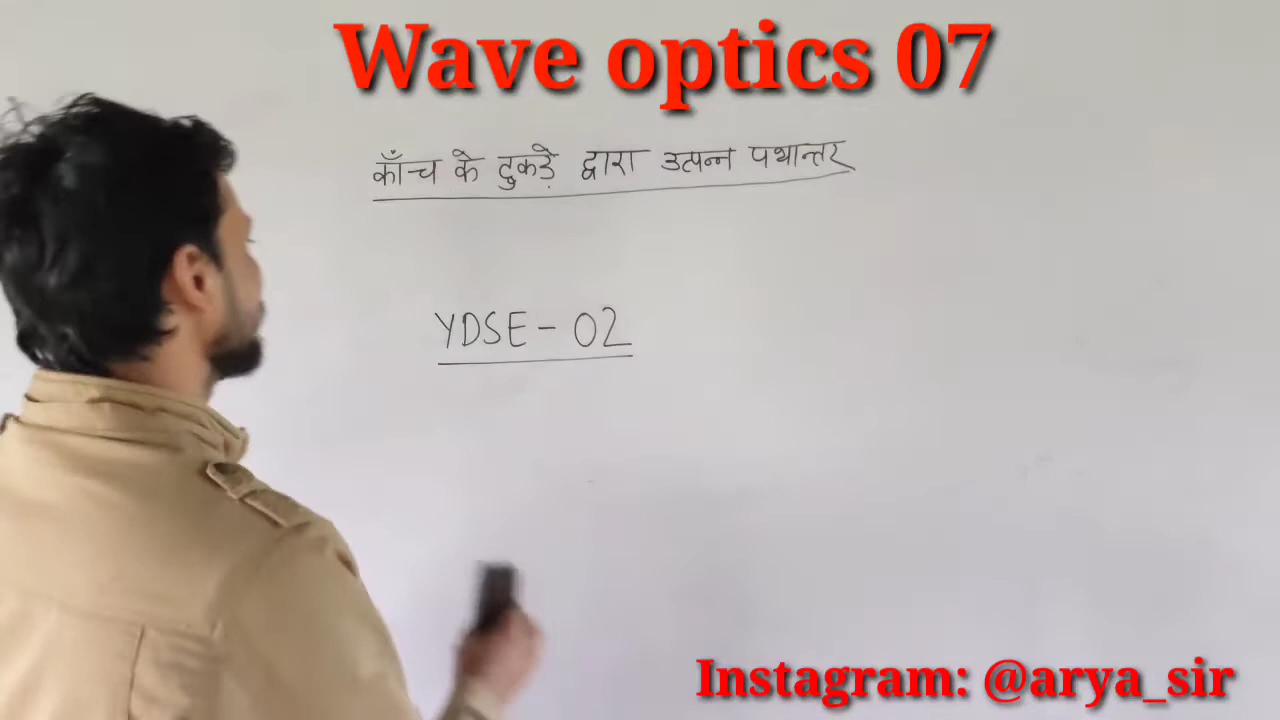 Wave optics 07
काँच के टुकड़े द्वारा उत्पन्न पथान्तर
YDSE - 02
Instagram: @arya_sir